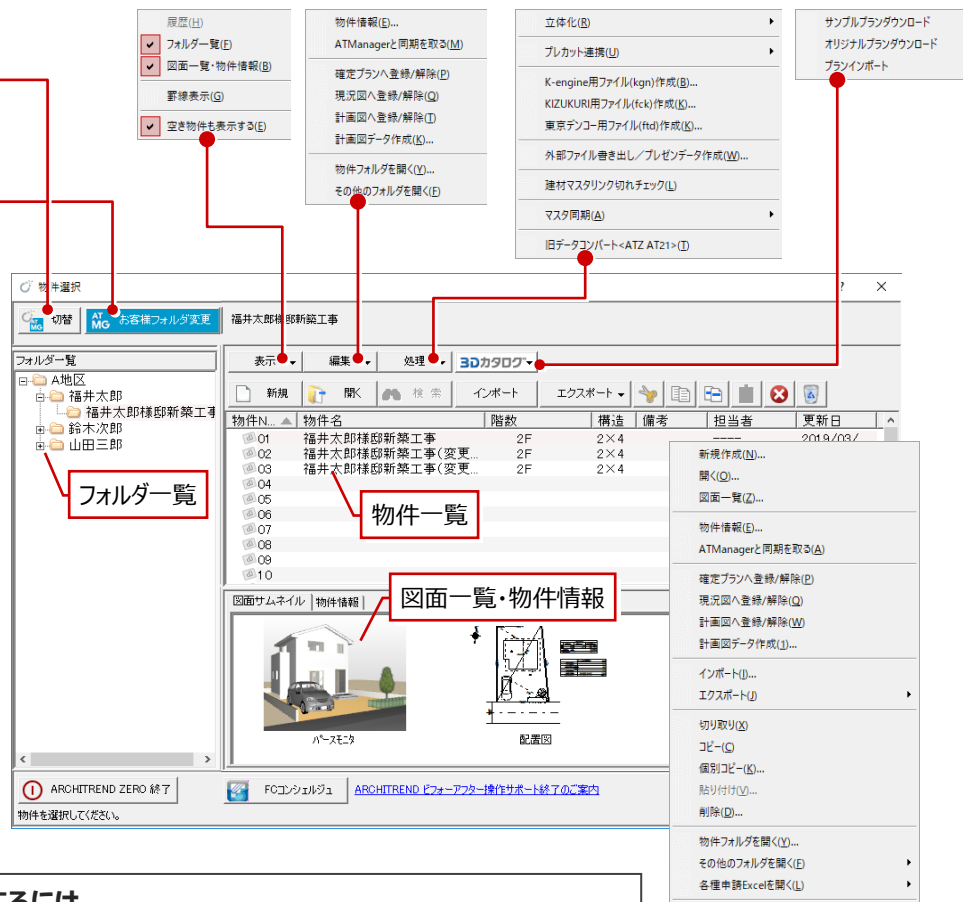 履歴(H)
フォルダ一覧(F)
図面一覧・物件情報(B)
罫線表示(G)
空き物件も表示する(E)
物件情報(E)...
ATManagerと同期を取る(M)
確定プランへ登録/解除(P)
現況図へ登録/解除(Q)
計画図へ登録/解除(T)
計画図データ作成(K)...
物件フォルダを開く(Y)...
その他のフォルダを開く(F)
立体化(R)
プレカット連携(U)
K-engine用ファイル(kgn)作成(B)...
KIZUKURI用ファイル(fck)作成(K)...
東京デンコー用ファイル(ftd)作成(K)...
外部ファイル書き出し／プレゼンデータ作成(W)...
建材マスタリンク切れチェック(L)
マスタ同期(A)
旧データコンバート<ATZ AT21>(T)
サンプルプランダウンロード
オリジナルプランダウンロード
プランインポート
物件選択
切替
お客様フォルダ変更
福井太郎様邸新築工事
フォルダ一覧
A地区
福井太郎
福井太郎様邸新築工事
鈴木次郎
山田三郎
フォルダ一覧
表示
編集
処理
3Dカタログ
新規
開く
検索
インポート
エクスポート
物件N... 物件名 階数 構造 備考 担当者 更新日
01 福井太郎様邸新築工事 2F 2×4 ---- 2019/03/
02 福井太郎様邸新築工事(変更... 2F 2×4
03 福井太郎様邸新築工事(変更... 2F 2×4
04
05
06
07
08
09
10
物件一覧
図面サムネイル 物件情報
図面一覧・物件情報
パースモニタ
配置図
新規作成(N)...
開く(O)...
図面一覧(Z)...
物件情報(E)...
ATManagerと同期を取る(A)
確定プランへ登録/解除(P)
現況図へ登録/解除(Q)
計画図へ登録/解除(W)
計画図データ作成(1)...
インポート(I)...
エクスポート(J)
切り取り(X)
コピー(C)
個別コピー(K)...
貼り付け(V)...
削除(D)...
物件フォルダを開く(Y)...
その他のフォルダを開く(F)
各種申請Excelを開く(L)
ARCHITREND ZERO 終了
FCコンシェルジュ
ARCHITREND ビフォーアフター操作サポート終了のご案内
物件を選択してください。
するには